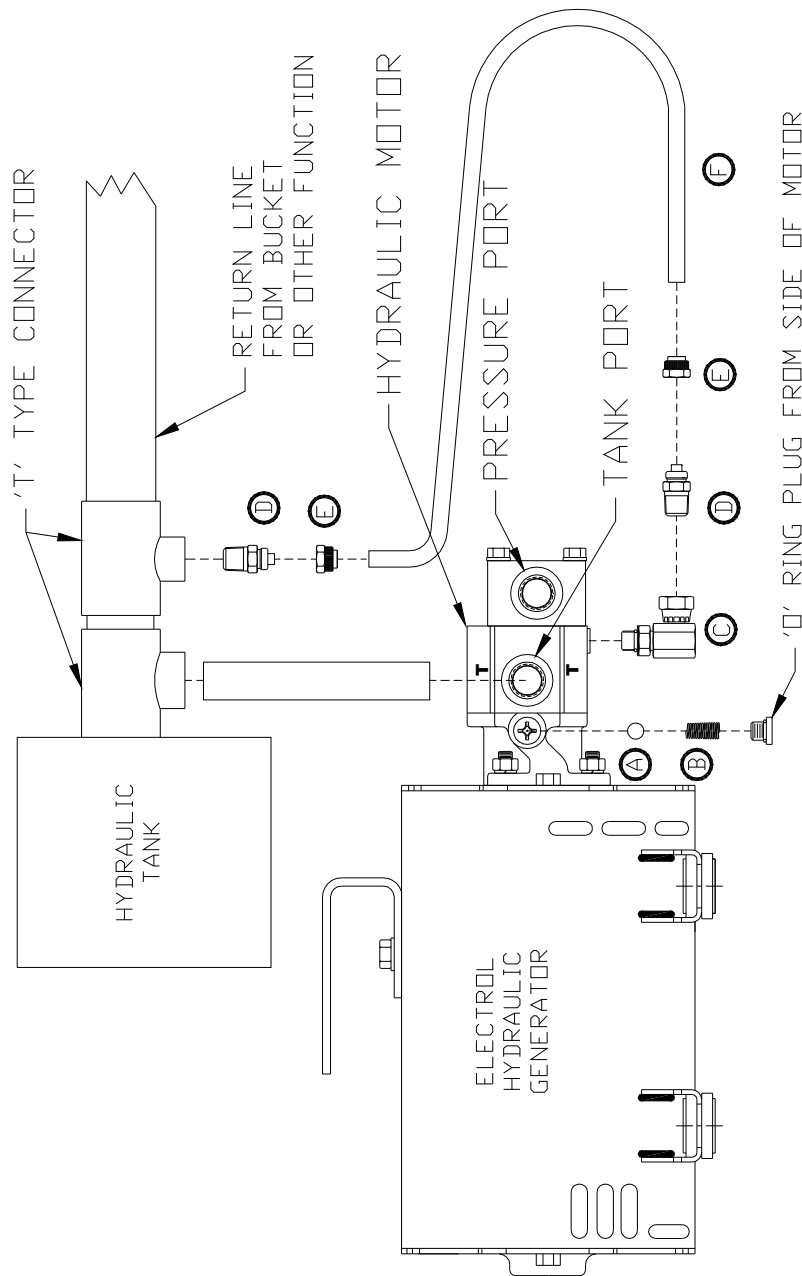 'T' TYPE CONNECTOR
RETURN LINE
FROM BUCKET
OR OTHER FUNCTION
HYDRAULIC MOTOR
PRESSURE PORT
TANK PORT
HYDRAULIC
TANK
D
E
T
T
F
E
D
C
A
B
'O' RING PLUG FROM SIDE OF MOTOR
ELECTROL
HYDRAULIC
GENERATOR